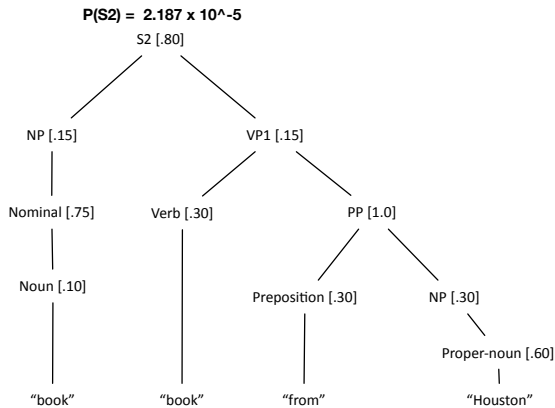 P(S2) = 2.187 x 10^-5
S2 [.80]
NP [.15] VP1 [.15]
Nominal [.75] Verb [.30] PP [1.0]
Noun [.10] Preposition [.30] NP [.30]
Proper-noun [.60]
“book” “book” “from” “Houston”